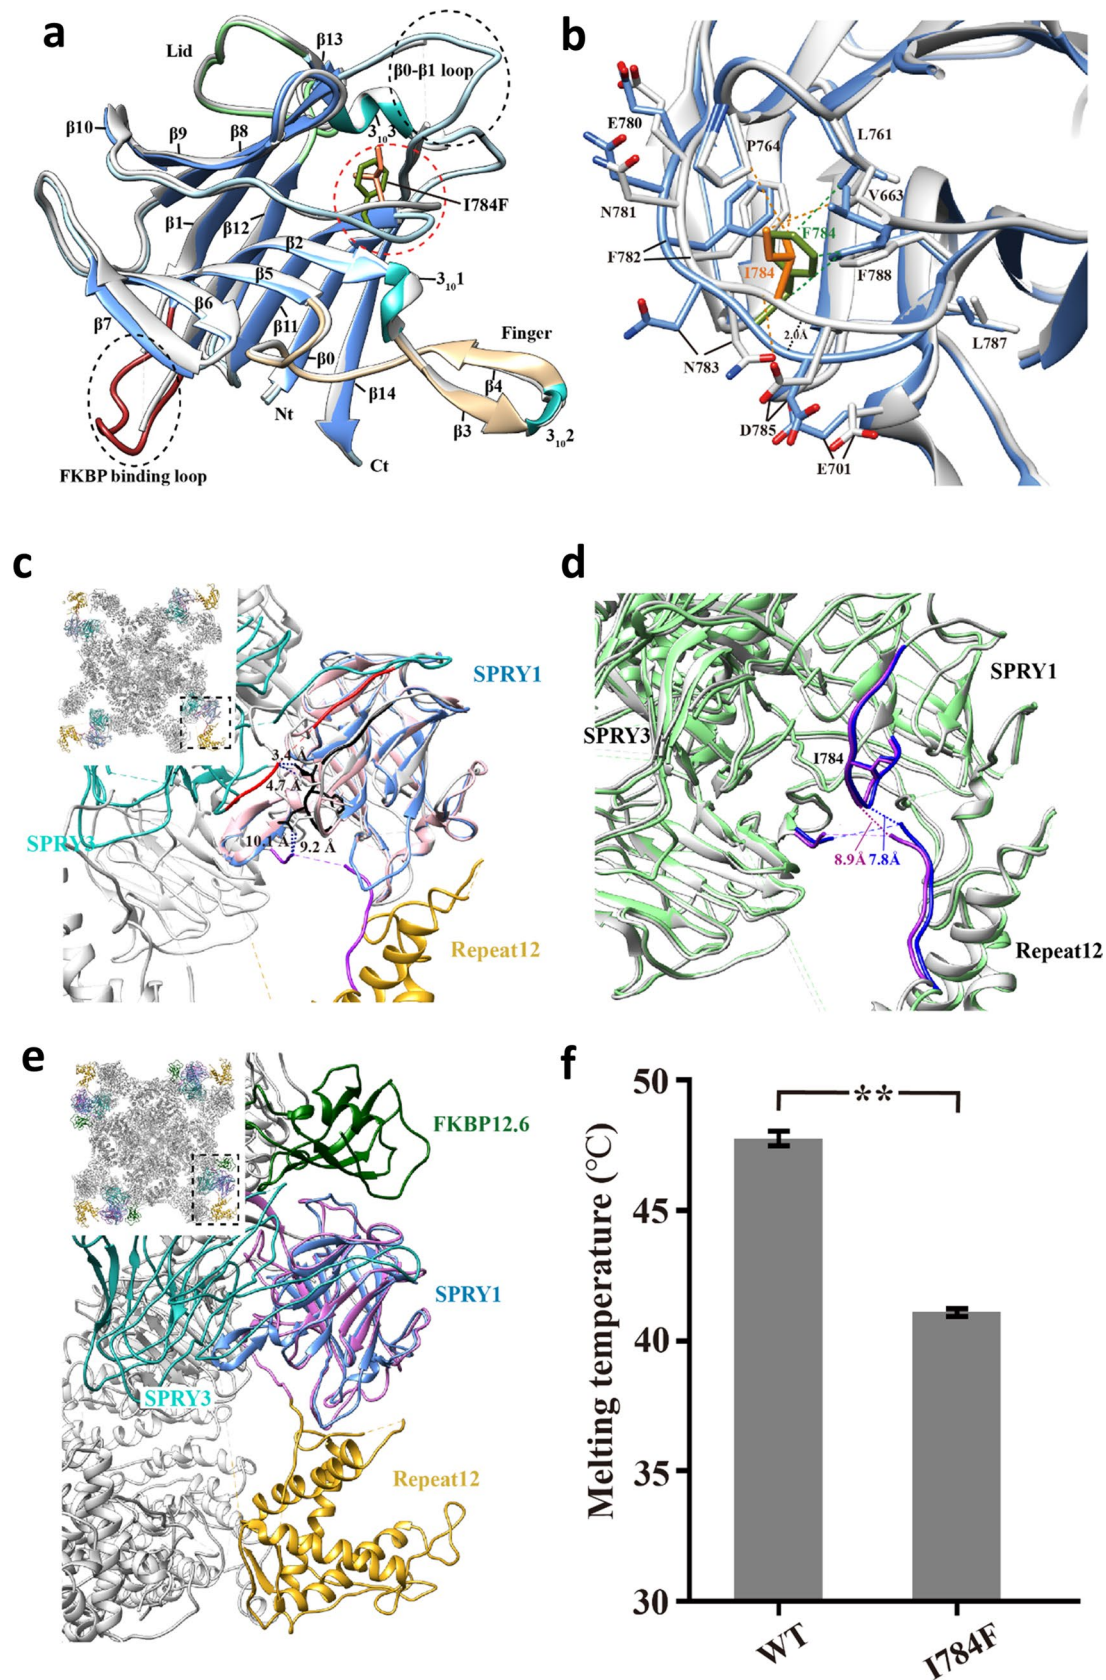 a
Lid
β13
β0-β1 loop
β10
β9
β8
3₁₀3
I784F
β1
β12
β2
β5
3₁₀1
β6
β7
β11
β0
Finger
β4
β14
β3
Nt
3₁₀2
Ct
FKBP binding loop
b
E780
P764
L761
N781
V663
F784
F782
I784
F788
2.0Å
L787
N783
D785
E701
c
SPRY1
3.4 Å
4.7 Å
SPRY3
10.1 Å
9.2 Å
Repeat12
d
SPRY1
SPRY3
I784
8.9Å
7.8Å
Repeat12
e
FKBP12.6
SPRY1
SPRY3
Repeat12
f
Melting temperature (°C)
50
45
40
35
30
**
WT
I784F